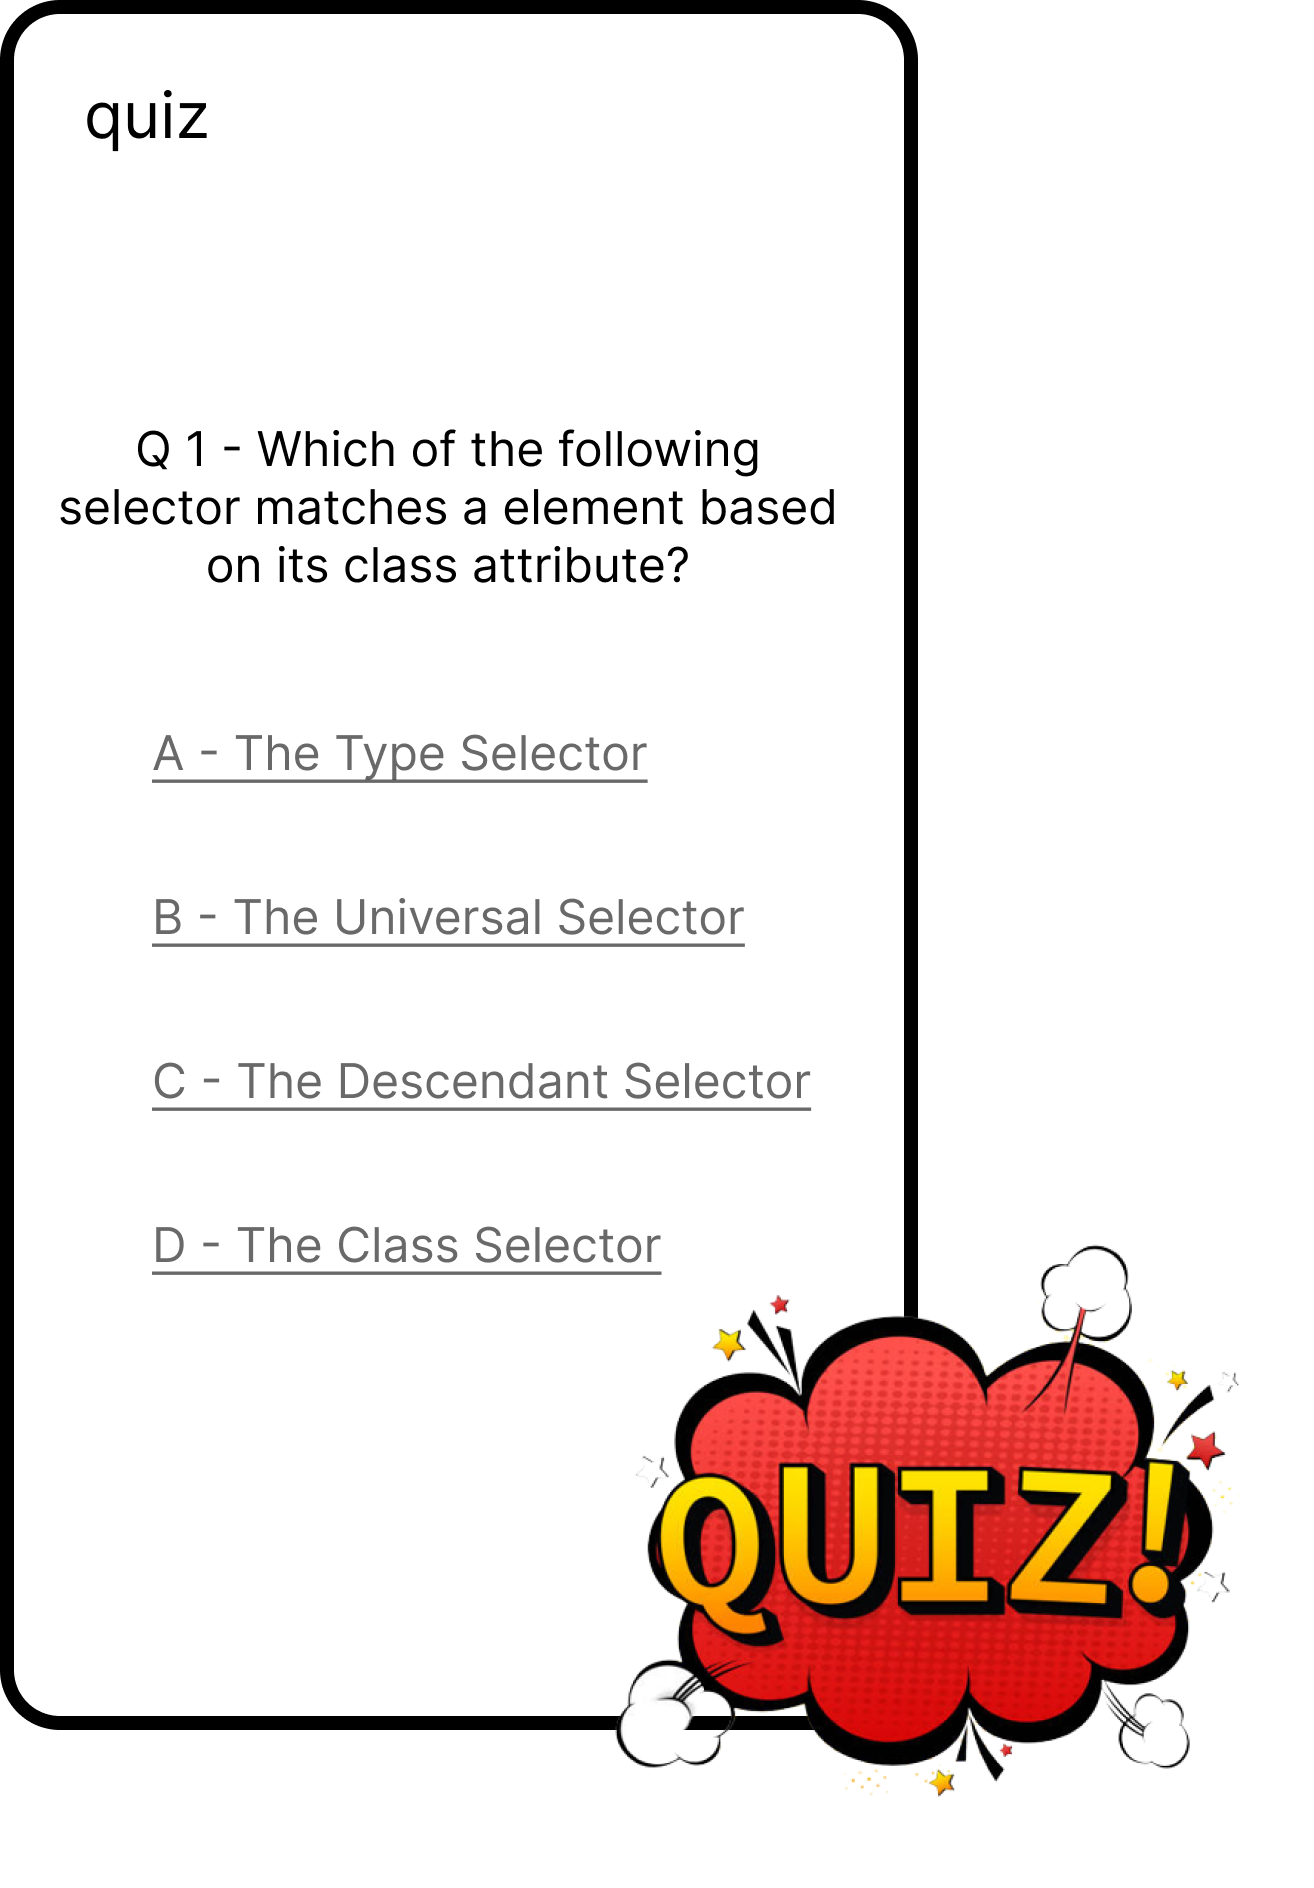 quiz
Q 1 - Which of the following
selector matches a element based
on its class attribute?
A - The Type Selector
B - The Universal Selector
C - The Descendant Selector
D - The Class Selector
QUIZ!